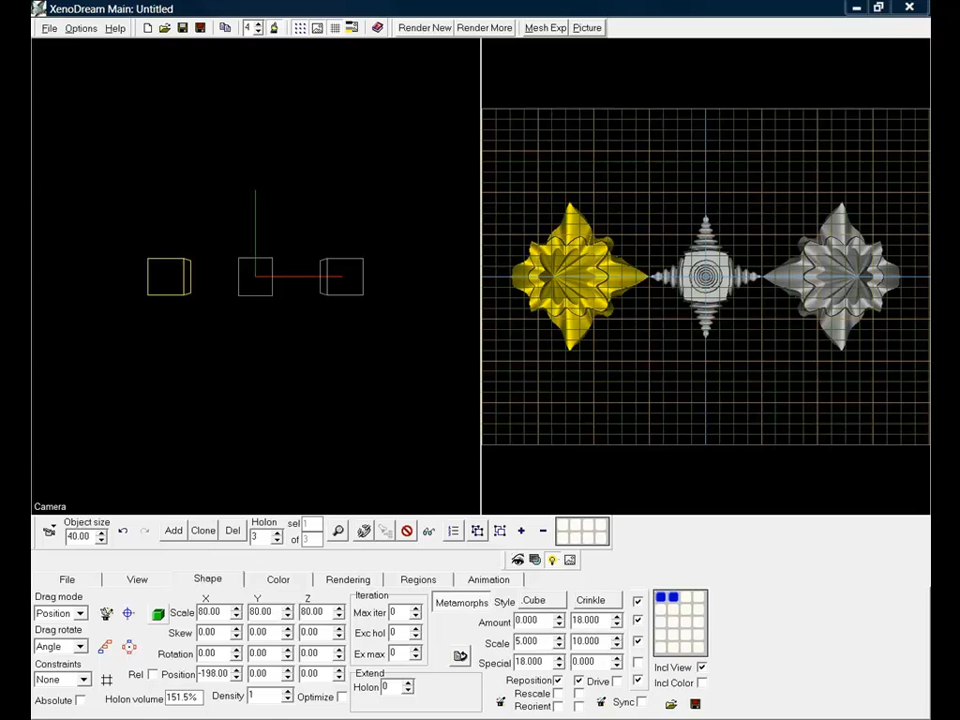 XenoDream Main: Untitled
File Options Help 4 Render New Render More Mesh Exp Picture
Camera
Object size 40.00 Add Clone Del Holon 3 sel 1 of 3
File View Shape Color Rendering Regions Animation
Drag mode Position X Y Z Iteration Metamorphs Style .Cube Crinkle
Scale 80.00 80.00 80.00 Max iter 0 Amount 0.000 18.000
Drag rotate Angle Skew 0.00 0.00 0.00 Exc hol 0 Scale 5.000 10.000
Rotation 0.00 0.00 0.00 Ex max 0 Special 18.000 0.000
Constraints None Rel Position -198.00 0.00 0.00 Extend Reposition Drive Incl View
Absolute Holon volume 151.5% Density 1 Optimize Holon 0 Rescale Sync Incl Color
Reorient